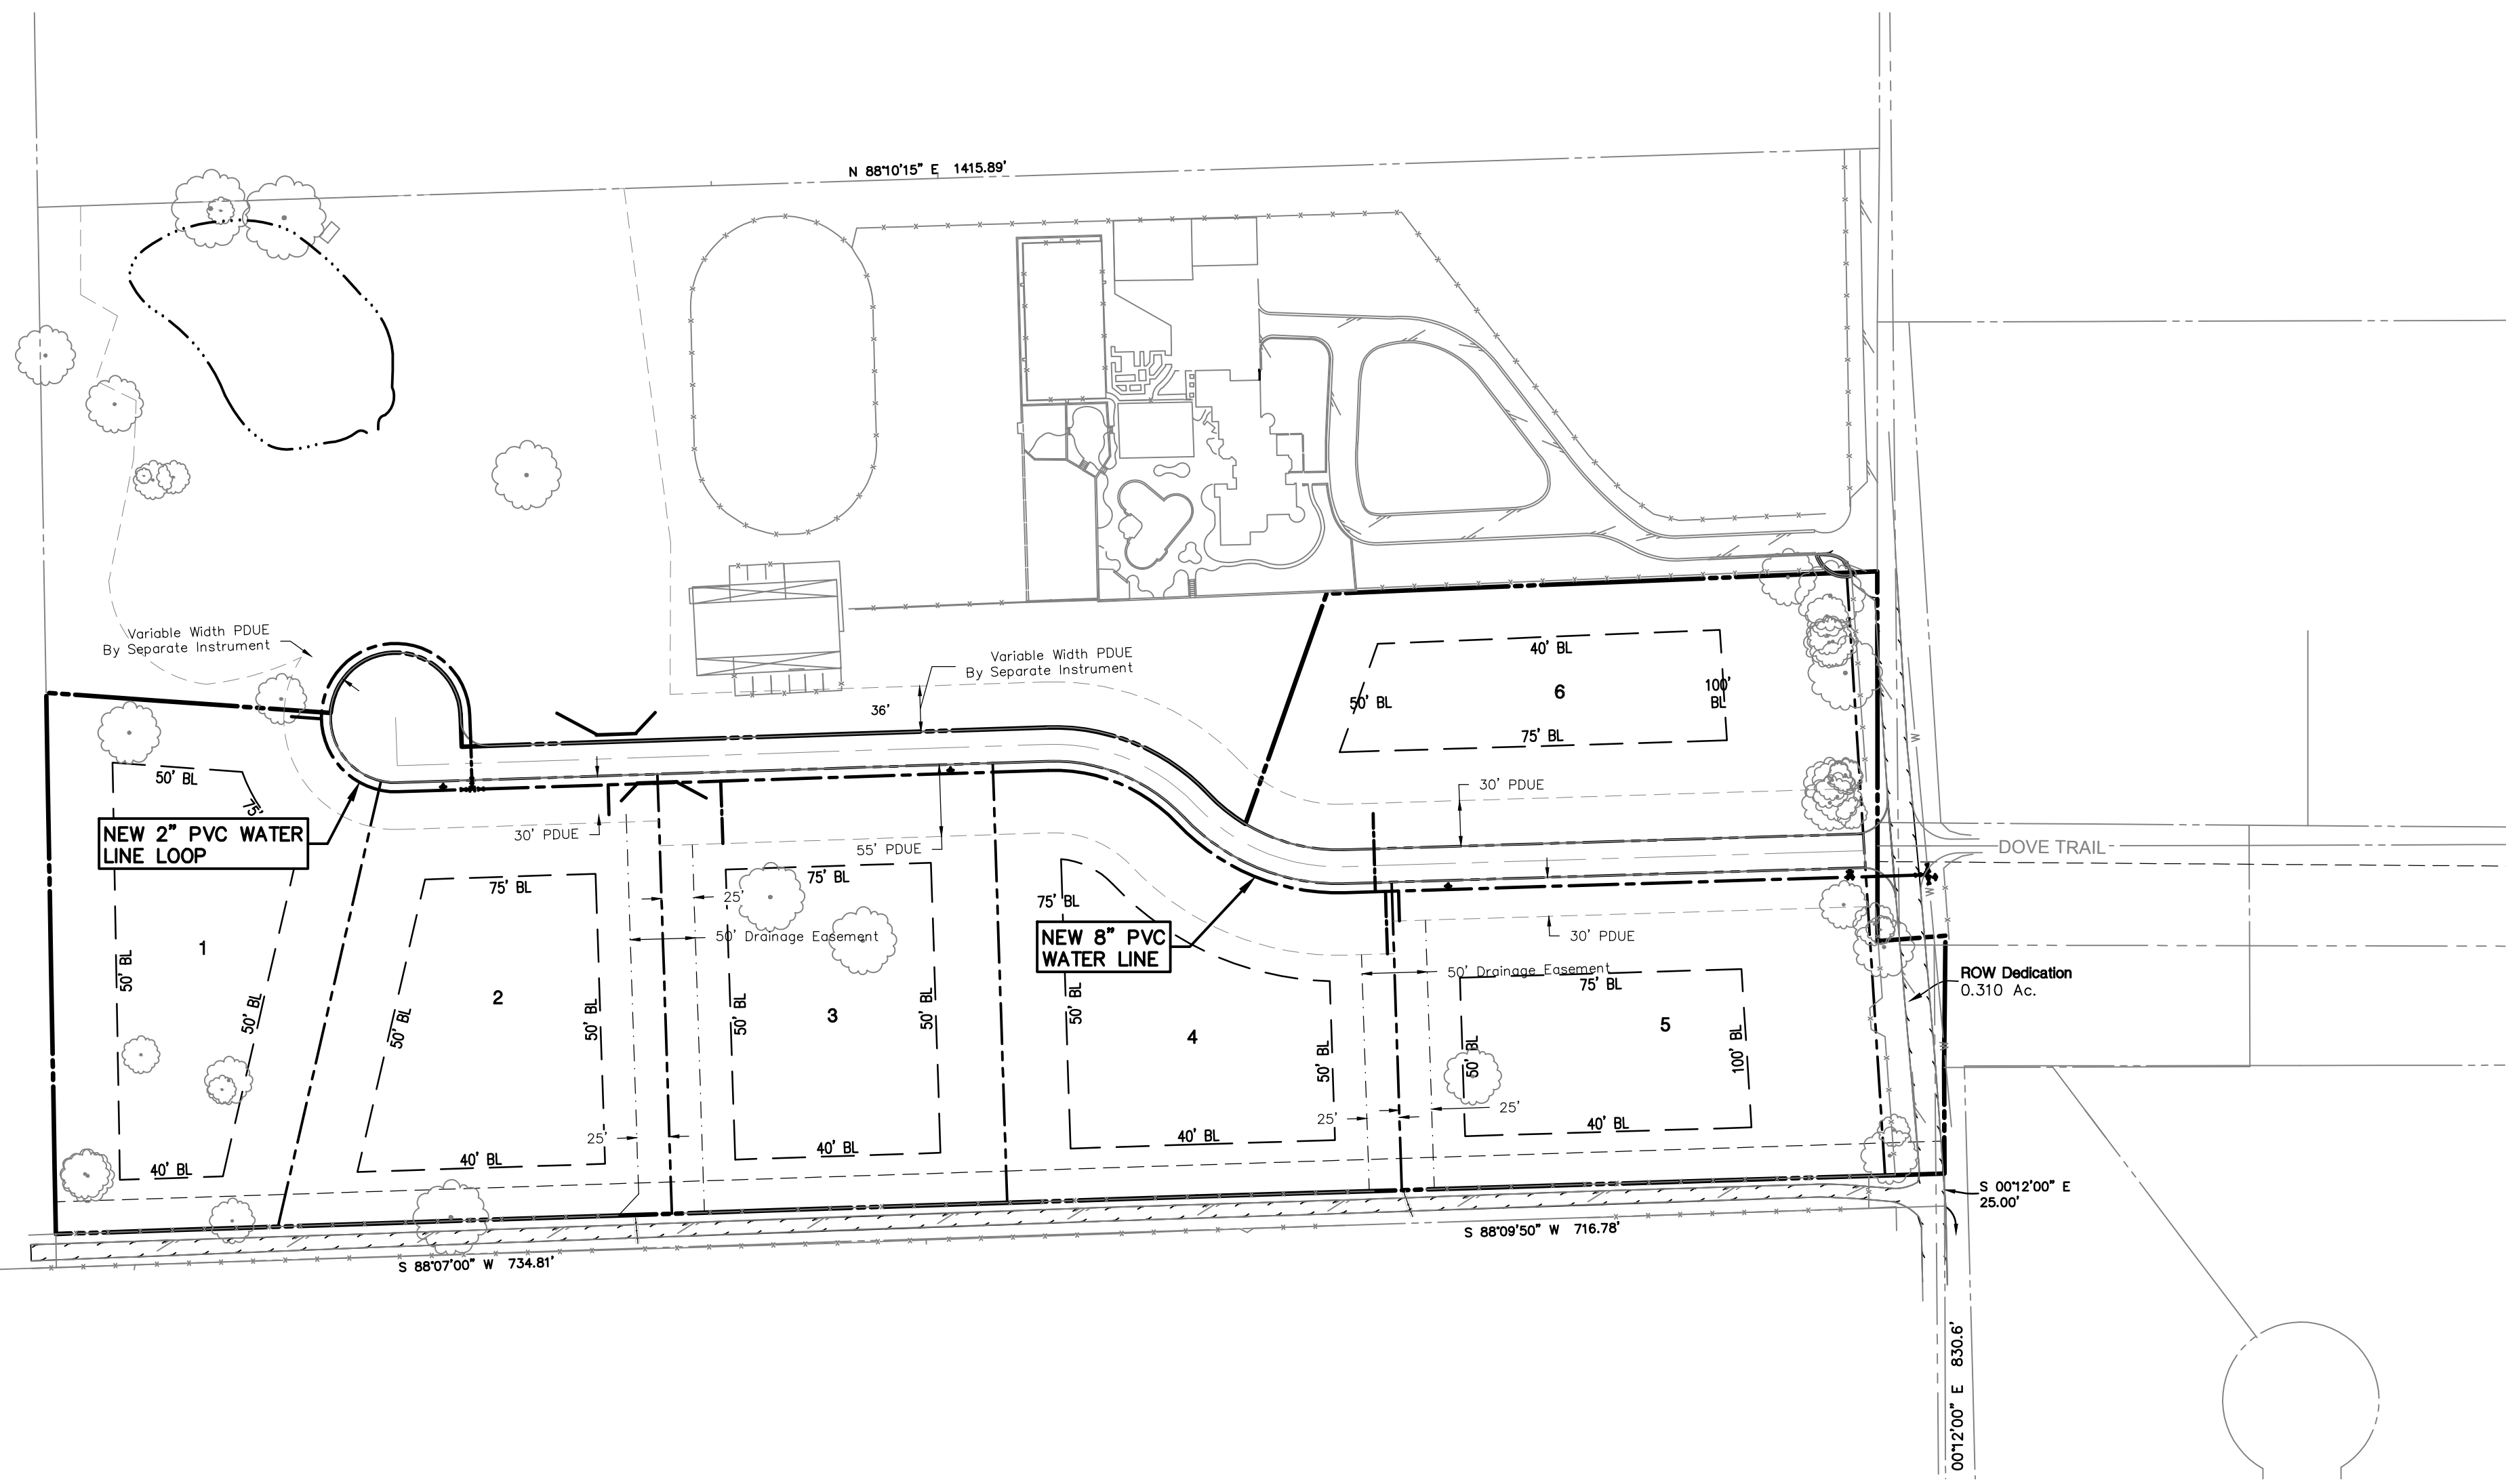 N 88°10'15" E 1415.89'
Variable Width PDUE
By Separate Instrument
Variable Width PDUE
By Separate Instrument
36'
40' BL
6
50' BL
100'
BL
75' BL
50' BL
75'
30' PDUE
NEW 2" PVC WATER
LINE LOOP
30' PDUE
55' PDUE
DOVE TRAIL
75' BL
75' BL
25'
75' BL
50' Drainage Easement
NEW 8" PVC
WATER LINE
30' PDUE
50' Drainage Easement
75' BL
ROW Dedication
0.310 Ac.
1
50' BL
50' BL
2
50' BL
50' BL
3
50' BL
50' BL
4
50' BL
50' BL
5
50' BL
100' BL
25'
25'
25'
40' BL
40' BL
40' BL
40' BL
40' BL
W
W
S 00°12'00" E
25.00'
S 88°09'50" W 716.78'
S 88°07'00" W 734.81'
00°12'00" E 830.6'